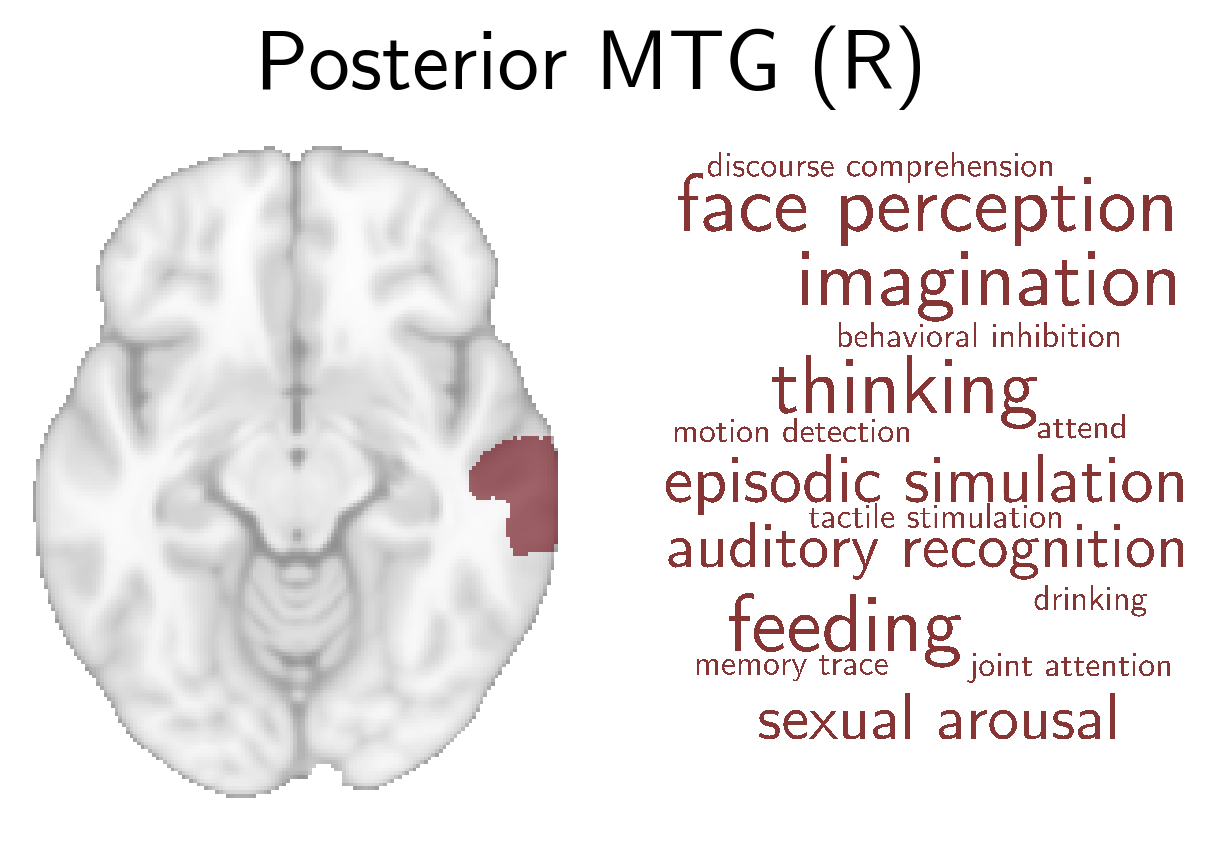 Posterior MTG (R)
discourse comprehension
face perception
imagination
behavioral inhibition
thinking
motion detection
attend
episodic simulation
tactile stimulation
auditory recognition
drinking
feeding
memory trace
joint attention
sexual arousal